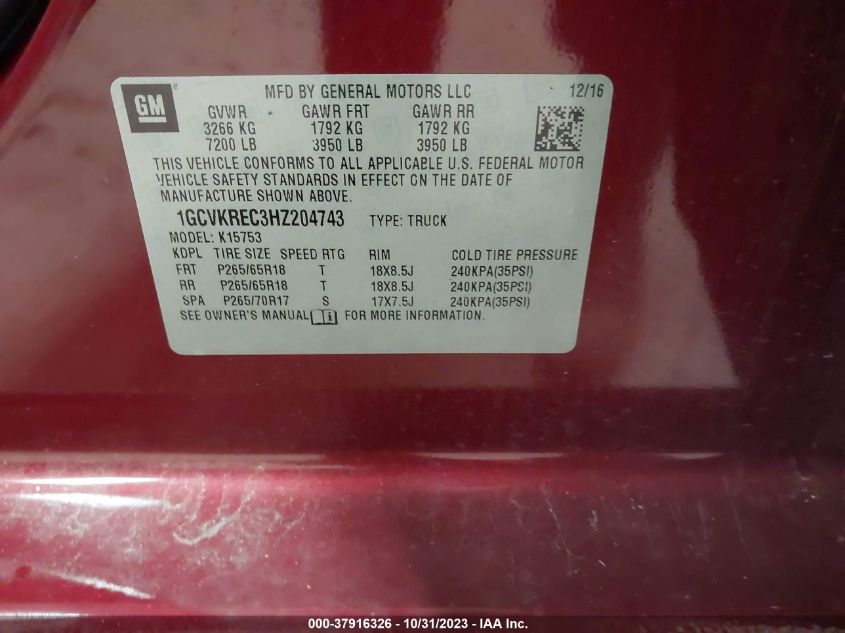 GM
MFD BY GENERAL MOTORS LLC 12/16
GVWR GAWR FRT GAWR RR
3266 KG 1792 KG 1792 KG
7200 LB 3950 LB 3950 LB
THIS VEHICLE CONFORMS TO ALL APPLICABLE U.S. FEDERAL MOTOR
VEHICLE SAFETY STANDARDS IN EFFECT ON THE DATE OF
MANUFACTURE SHOWN ABOVE.
1GCVKREC3HZ204743 TYPE: TRUCK
MODEL: K15753
KDPL TIRE SIZE SPEED RTG RIM COLD TIRE PRESSURE
FRT P265/65R18 T 18X8.5J 240KPA(35PSI)
RR P265/65R18 T 18X8.5J 240KPA(35PSI)
SPA P265/70R17 S 17X7.5J 240KPA(35PSI)
SEE OWNER'S MANUAL FOR MORE INFORMATION.
000-37916326 - 10/31/2023 - IAA Inc.